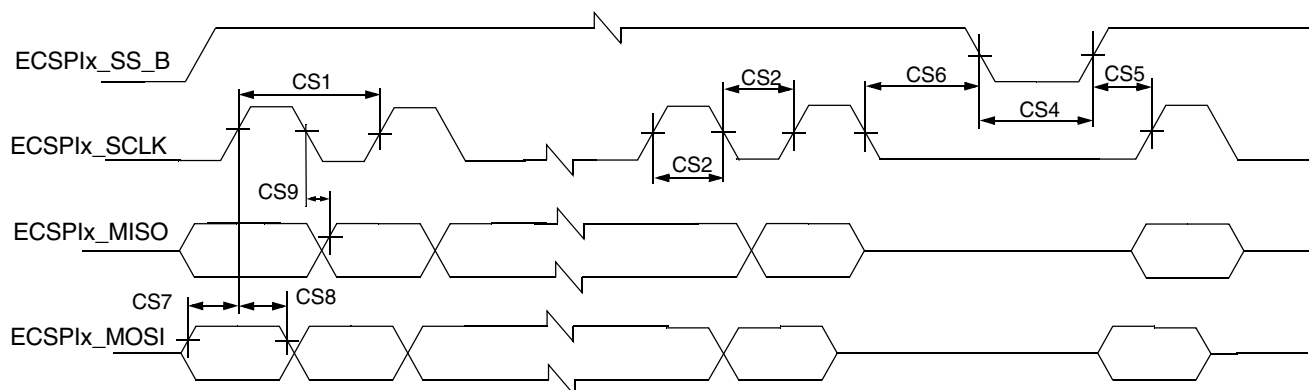 ECSPIx_SS_B
CS1
CS2
CS6
CS5
CS4
ECSPIx_SCLK
CS2
CS9
ECSPIx_MISO
CS7
CS8
ECSPIx_MOSI